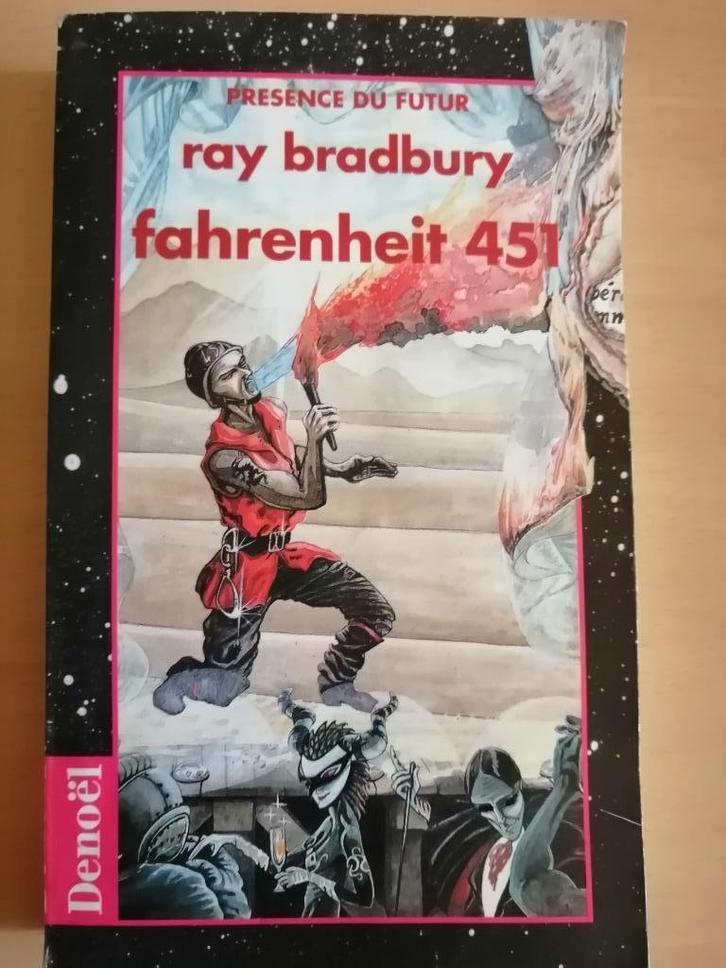 PRESENCE DU FUTUR
ray bradbury
fahrenheit 451
Denoël